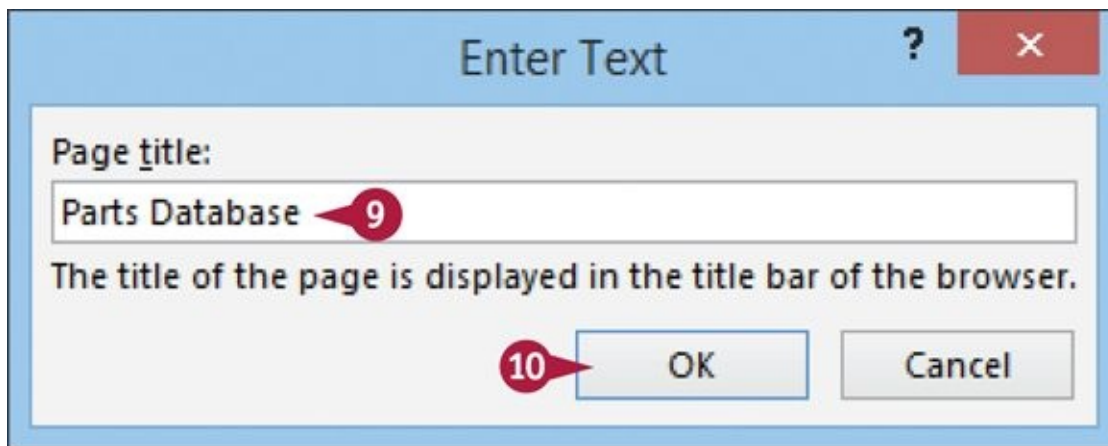 Enter Text
?
×
Page title:
Parts Database
9
The title of the page is displayed in the title bar of the browser.
10
OK
Cancel